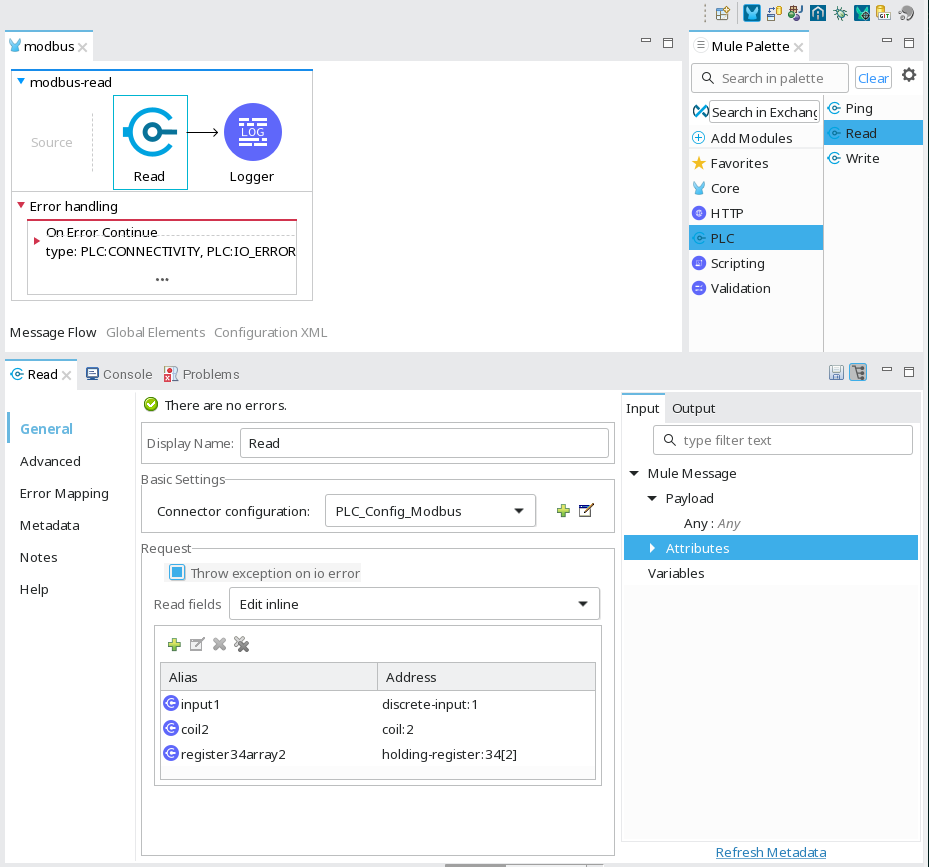 modbus
modbus-read
Source
LOG
Read
Logger
Error handling
On Error Continue
type: PLC:CONNECTIVITY, PLC:IO_ERROR
...
Message Flow
Global Elements
Configuration XML
GIT
Mule Palette
Search in palette
Clear
Search in Exchang
Add Modules
Favorites
Core
HTTP
PLC
Scripting
Validation
Ping
Read
Write
Read
Console
Problems
General
Advanced
Error Mapping
Metadata
Notes
Help
There are no errors.
Display Name:
Read
Basic Settings
Connector configuration:
PLC_Config_Modbus
Request
Throw exception on io error
Read fields
Edit inline
Alias
Address
input1
discrete-input:1
coil2
coil:2
register34array2
holding-register:34[2]
Input
Output
type filter text
Mule Message
Payload
Any : Any
Attributes
Variables
Refresh Metadata